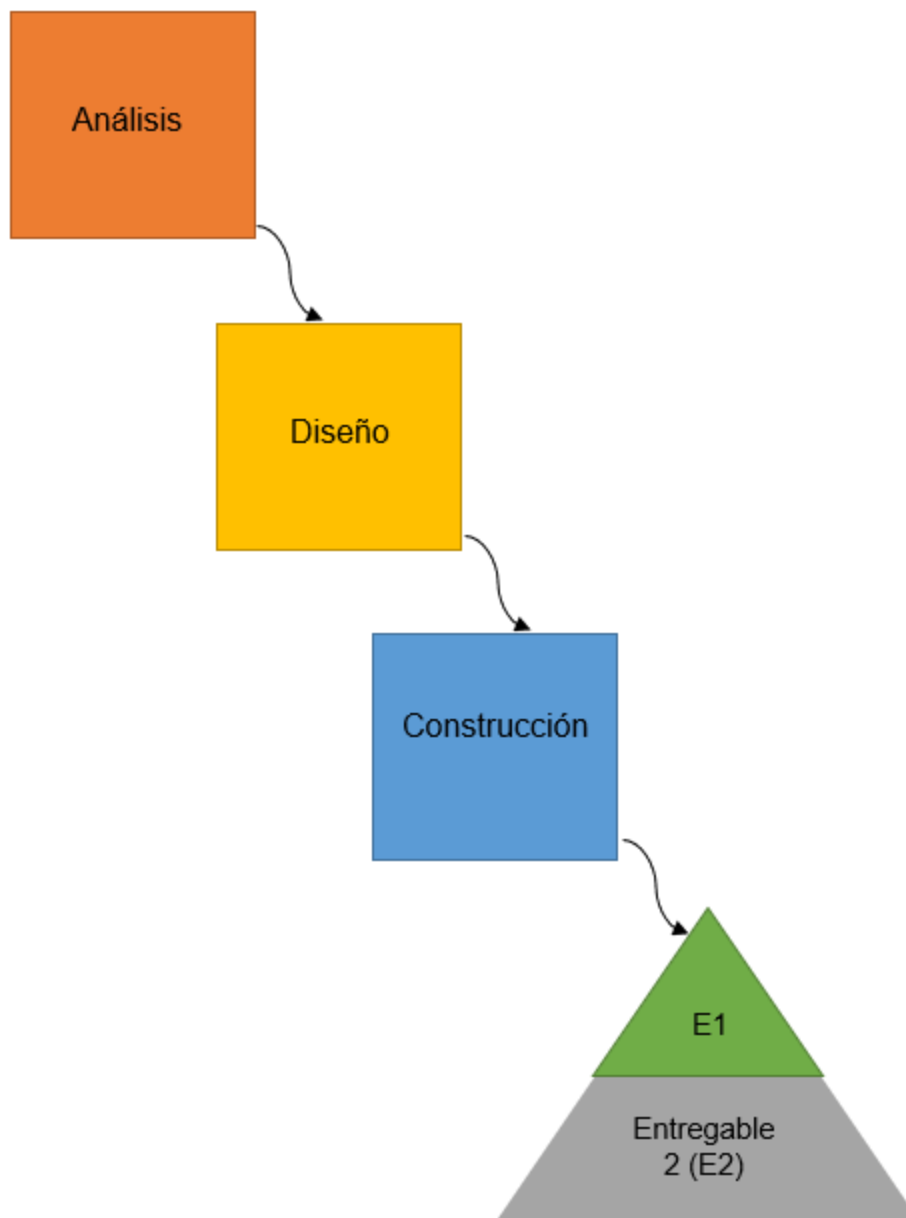 Análisis
Diseño
Construcción
E1
Entregable
2 (E2)